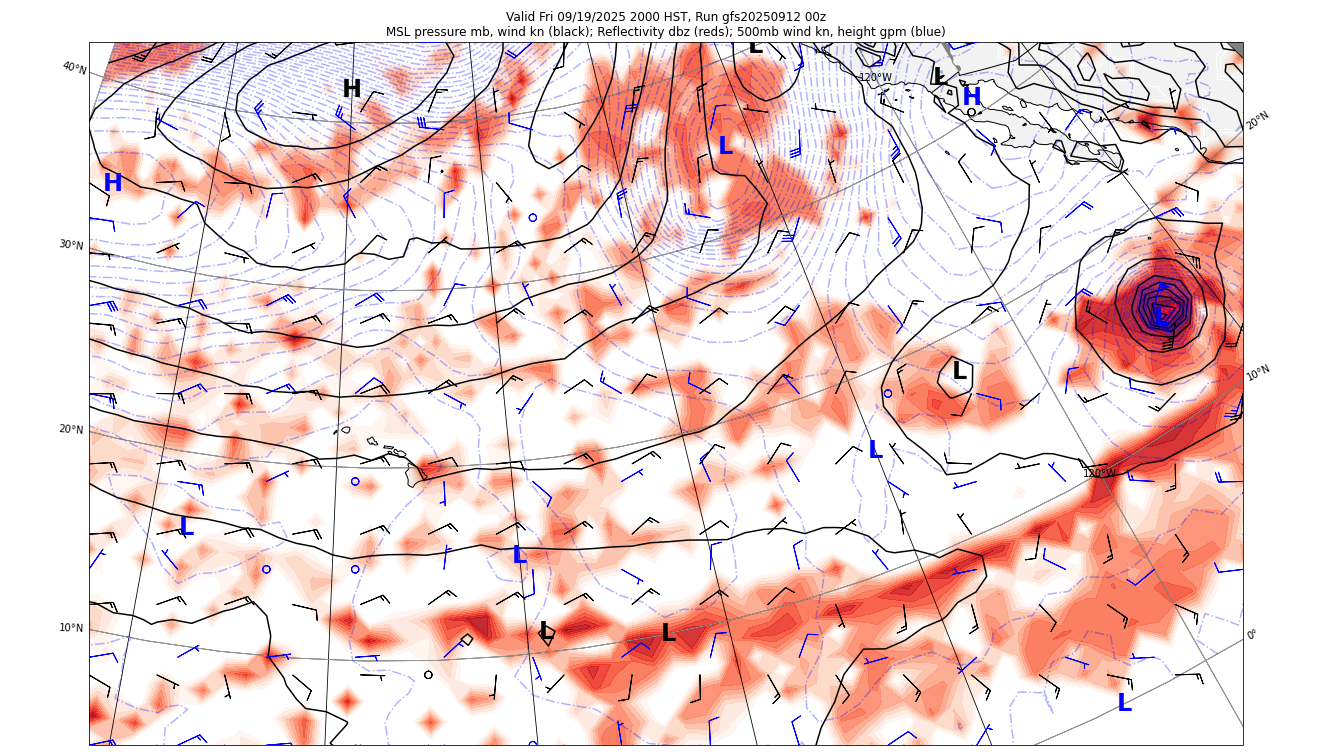 Valid Fri 09/19/2025 2000 HST, Run gfs20250912 00z
MSL pressure mb, wind kn (black); Reflectivity dbz (reds); 500mb wind kn, height gpm (blue)
L
40°N
120°W
L
H
H
20°N
L
H
30°N
L
10°N
L
20°N
L
120°W
L
L
10°N
L
L
0°
L